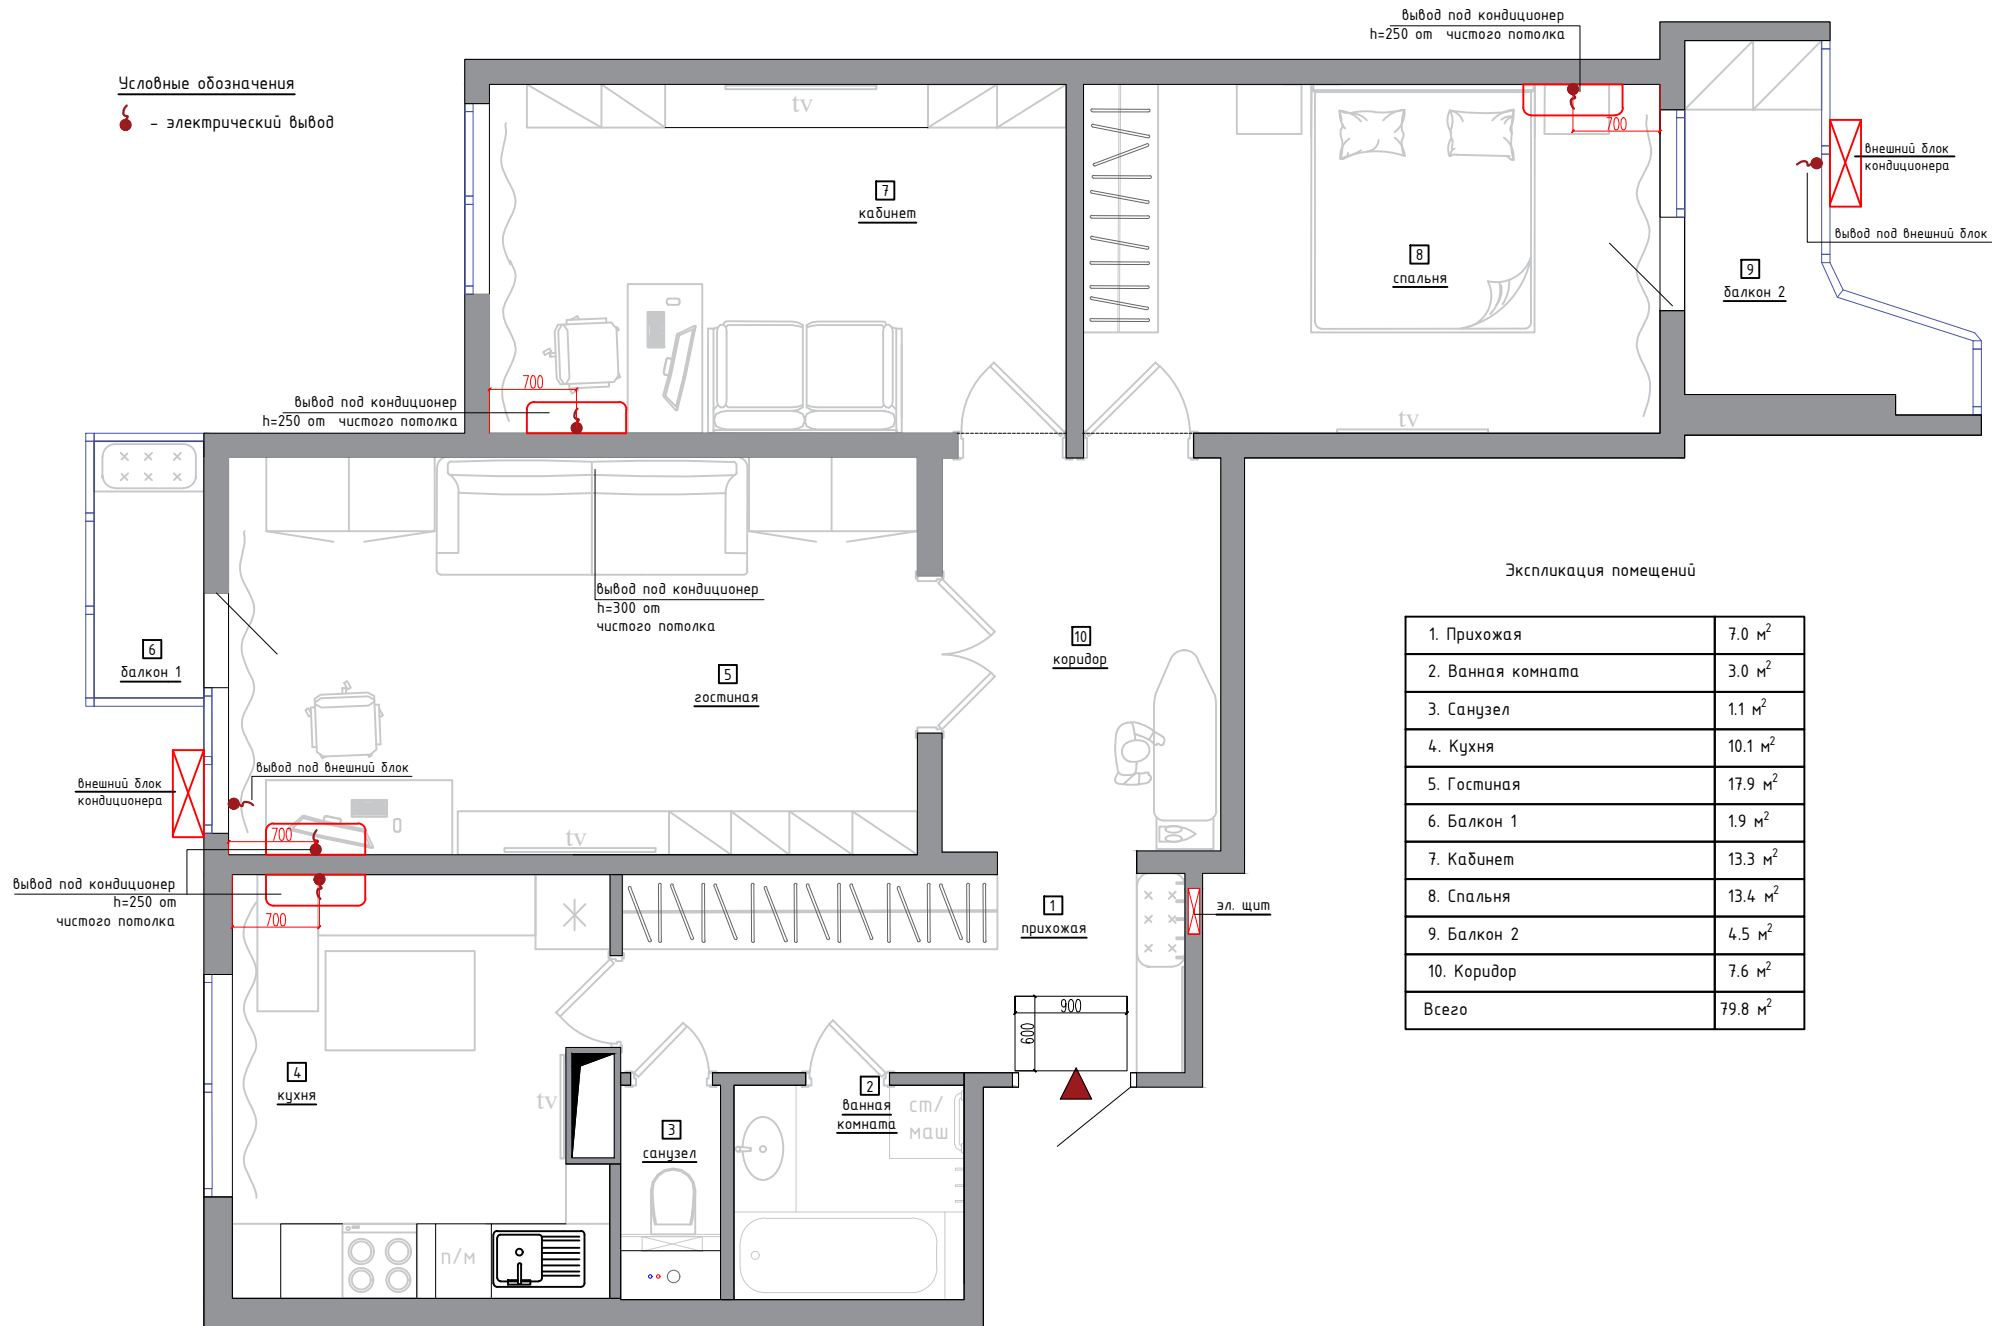 вывод под кондиционер
h=250 от чистого потолка
Условные обозначения
- электрический вывод
tv
700
внешний блок
кондиционера
7
кабинет
вывод под внешний блок
8
спальня
9
балкон 2
700
вывод под кондиционер
h=250 от чистого потолка
tv
вывод под кондиционер
h=300 от
чистого потолка
Экспликация помещений
1. Прихожая 7.0 м²
2. Ванная комната 3.0 м²
3. Санузел 1.1 м²
4. Кухня 10.1 м²
5. Гостиная 17.9 м²
6. Балкон 1 1.9 м²
7. Кабинет 13.3 м²
8. Спальня 13.4 м²
9. Балкон 2 4.5 м²
10. Коридор 7.6 м²
Всего 79.8 м²
10
коридор
6
балкон 1
5
гостиная
вывод под внешний блок
внешний блок
кондиционера
700
tv
вывод под кондиционер
h=250 от
чистого потолка
700
1
прихожая
эл. щит
900
600
4
кухня
tv
2
ванная
комната
ст/
маш
3
санузел
п/м